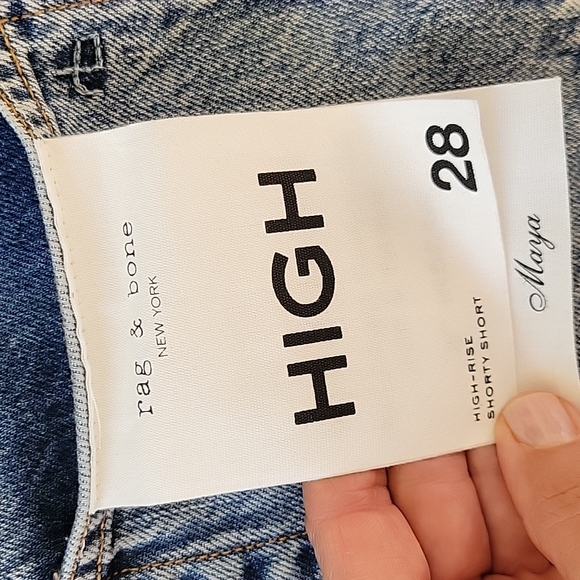 rag & bone
NEW YORK
HIGH
28
HIGH-RISE
SHORTY SHORT
Maya